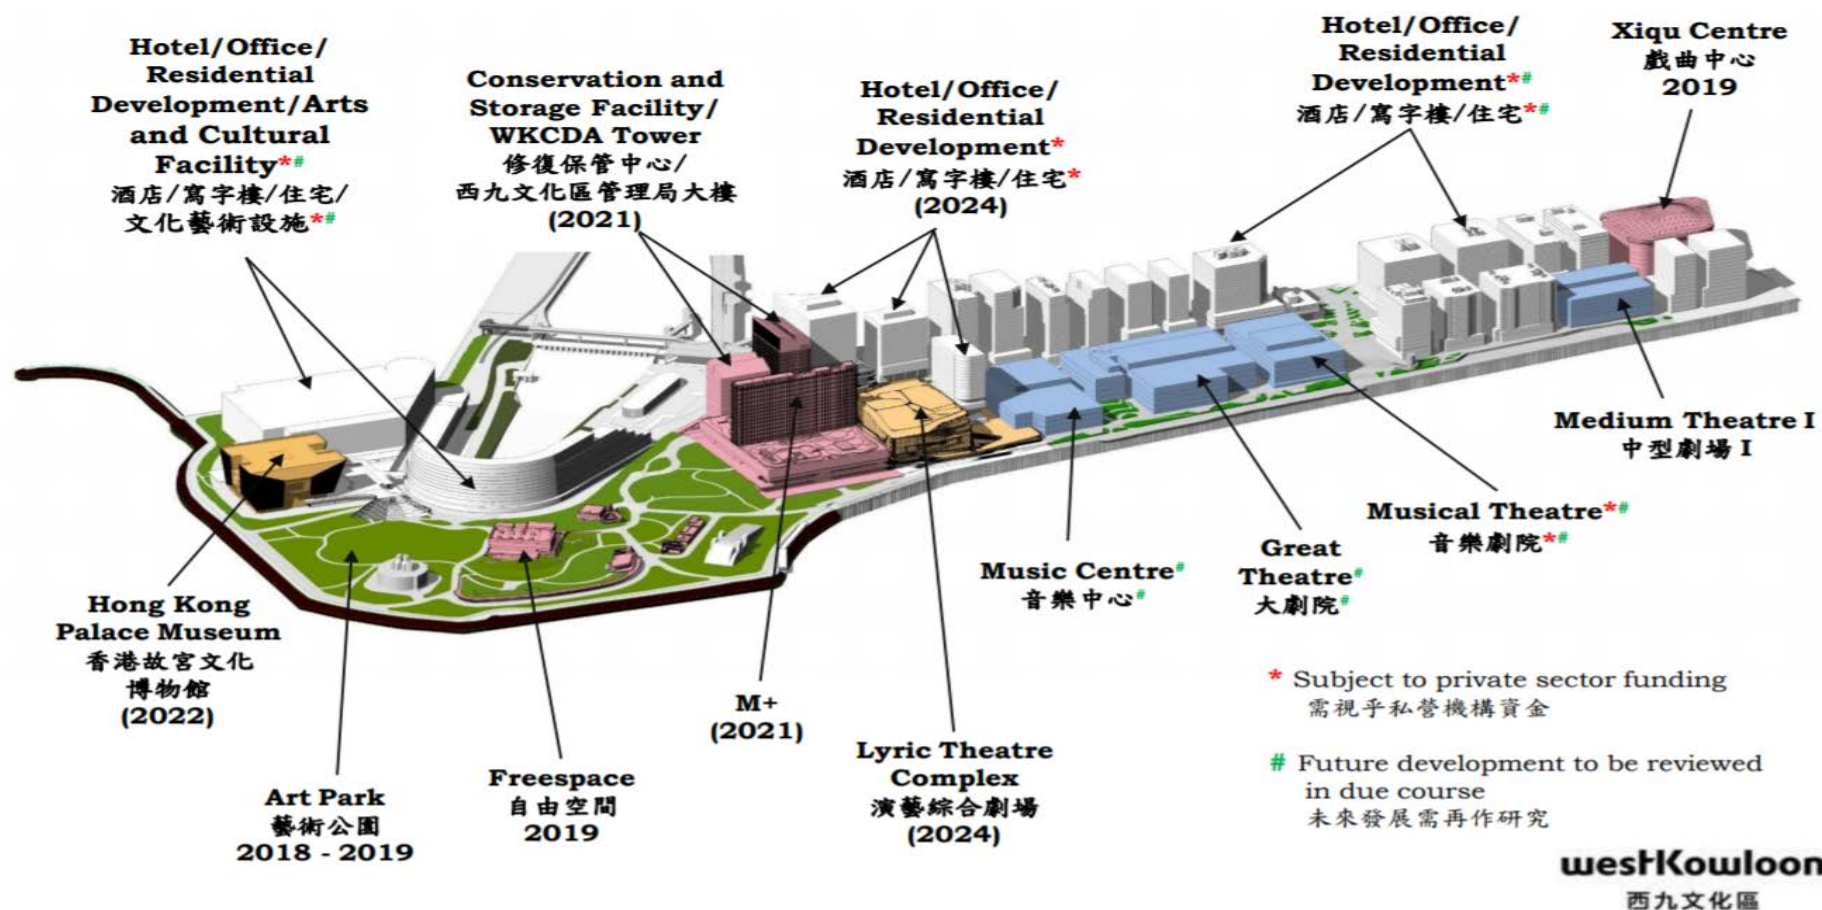 Hotel/Office/
Residential
Development/Arts
and Cultural
Facility*#
酒店/寫字樓/住宅/
文化藝術設施*#
Conservation and
Storage Facility/
WKCDA Tower
修復保管中心/
西九文化區管理局大樓
(2021)
Hotel/Office/
Residential
Development*
酒店/寫字樓/住宅*
(2024)
Hotel/Office/
Residential
Development*#
酒店/寫字樓/住宅*#
Xiqu Centre
戲曲中心
2019
Medium Theatre I
中型劇場 I
Musical Theatre*#
音樂劇院*#
Great
Theatre#
大劇院#
Music Centre#
音樂中心#
Hong Kong
Palace Museum
香港故宮文化
博物館
(2022)
Art Park
藝術公園
2018 - 2019
Freespace
自由空間
2019
M+
(2021)
Lyric Theatre
Complex
演藝綜合劇場
(2024)
* Subject to private sector funding
需視乎私營機構資金
# Future development to be reviewed
in due course
未來發展需再作研究
westKowloon
西九文化區